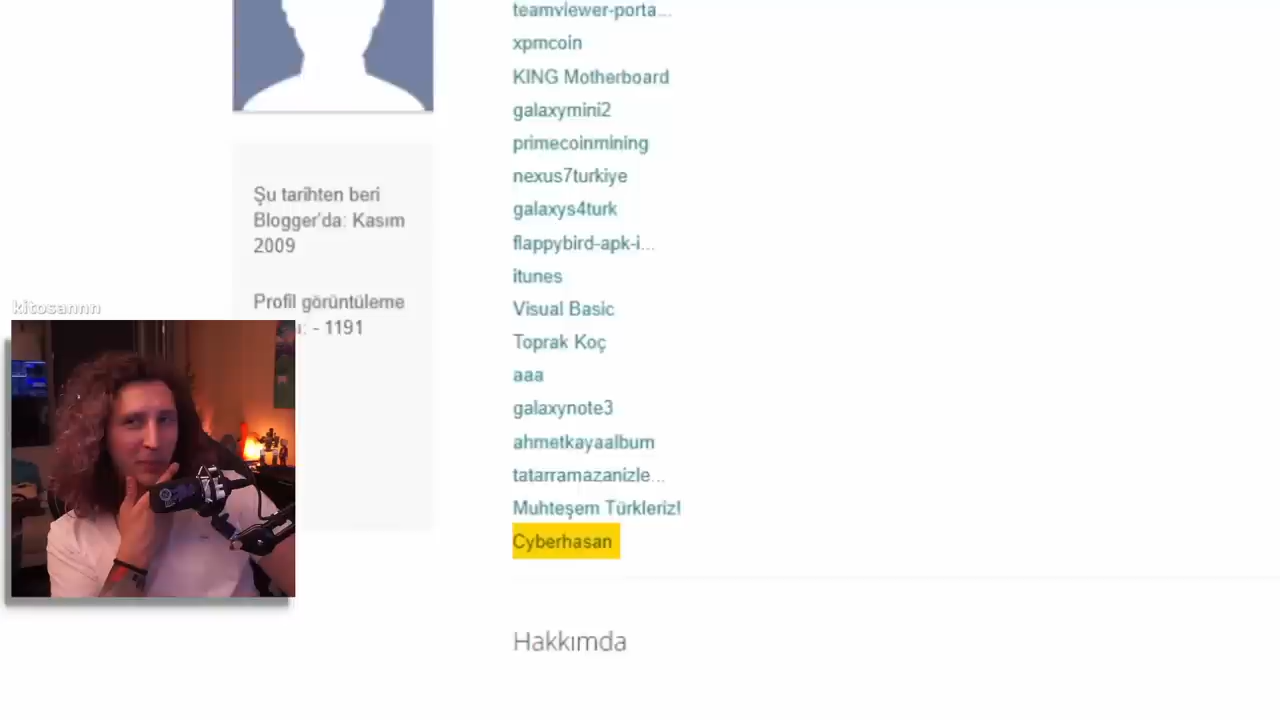 teamviewer-porta...
xpmcoin
KING Motherboard
galaxymini2
primecoinmining
nexus7turkiye
galaxys4turk
flappybird-apk-i...
itunes
Visual Basic
Toprak Koç
aaa
galaxynote3
ahmetkayaalbum
tatarramazanizle...
Muhteşem Türkleriz!
Cyberhasan
Şu tarihten beri
Blogger'da: Kasım
2009
Profil görüntüleme
: - 1191
kitosannn
Hakkımda